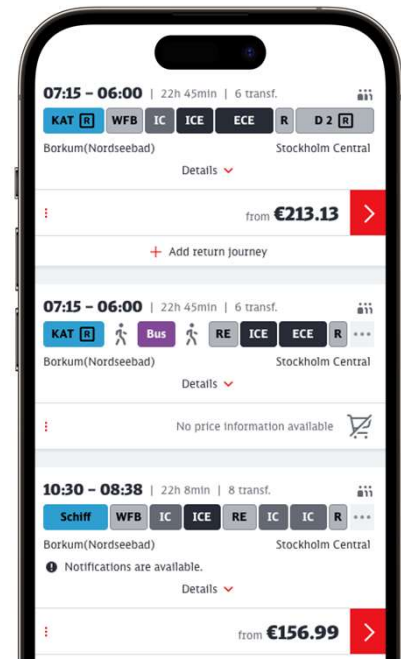 07:15 – 06:00 | 22h 45min | 6 transf.
KAT R WFB IC ICE ECE R D 2 R
Borkum(Nordseebad) Stockholm Central
Details
from €213.13
+ Add return journey
07:15 – 06:00 | 22h 45min | 6 transf.
KAT R Bus RE ICE ECE R ...
Borkum(Nordseebad) Stockholm Central
Details
No price information available
10:30 – 08:38 | 22h 8min | 8 transf.
Schiff WFB IC ICE RE IC IC R ...
Borkum(Nordseebad) Stockholm Central
Notifications are available.
Details
from €156.99